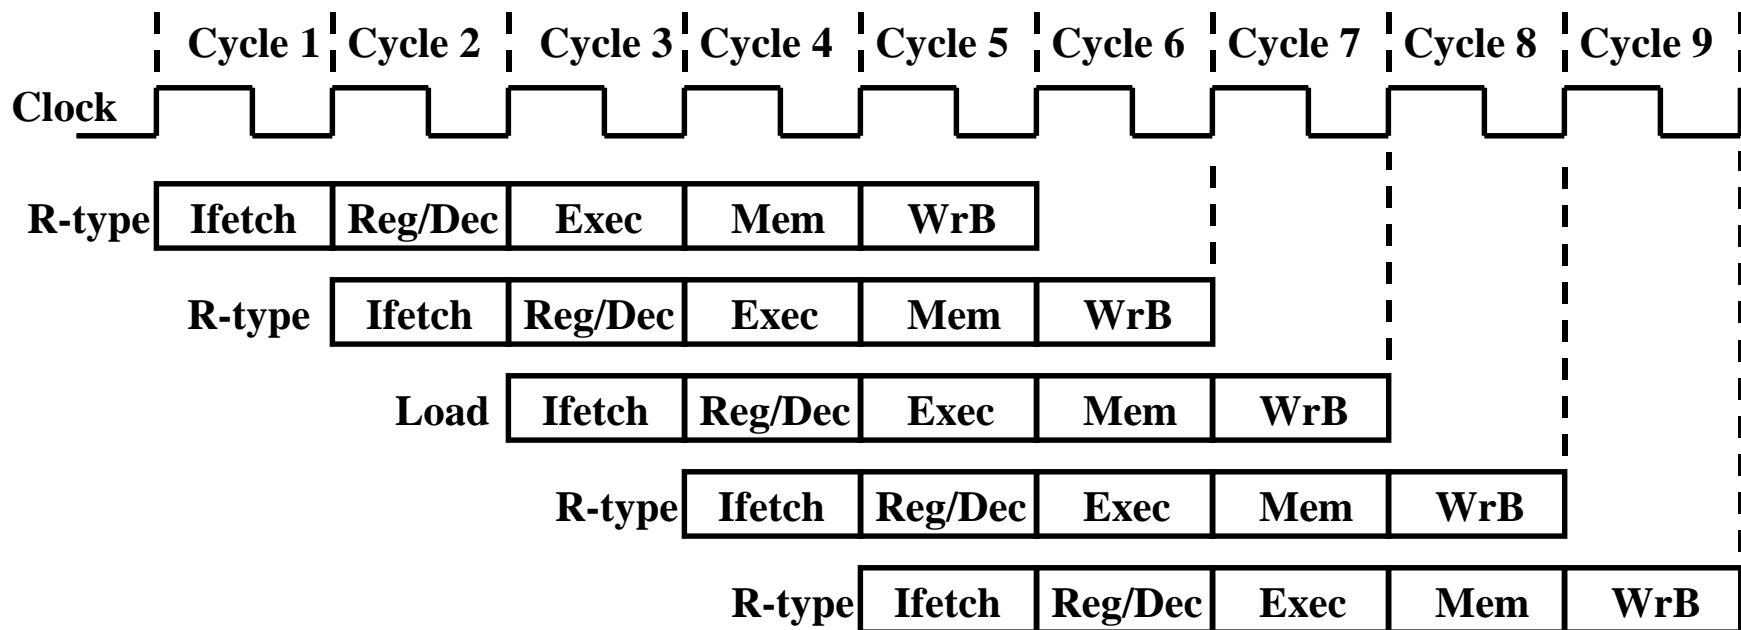 Cycle 1 Cycle 2 Cycle 3 Cycle 4 Cycle 5 Cycle 6 Cycle 7 Cycle 8 Cycle 9
Clock
R-type Ifetch Reg/Dec Exec Mem WrB
R-type Ifetch Reg/Dec Exec Mem WrB
Load Ifetch Reg/Dec Exec Mem WrB
R-type Ifetch Reg/Dec Exec Mem WrB
R-type Ifetch Reg/Dec Exec Mem WrB